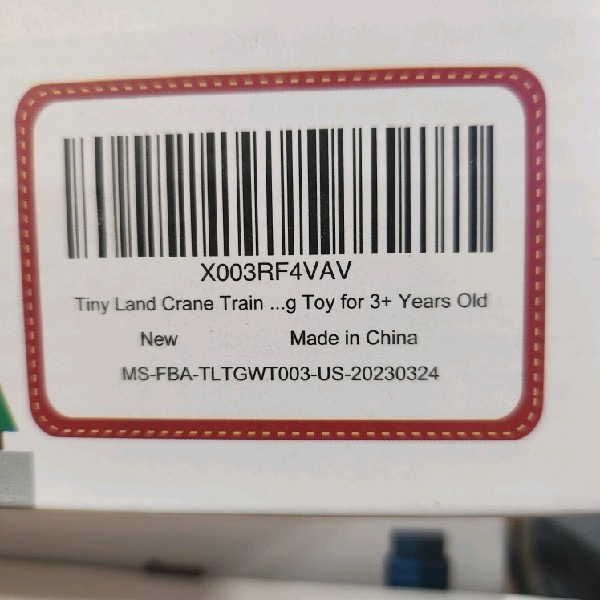 X003RF4VAV
Tiny Land Crane Train ...g Toy for 3+ Years Old
New Made in China
MS-FBA-TLTGWT003-US-20230324